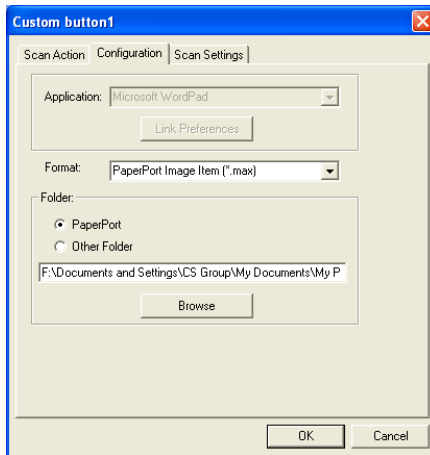 Custom button1
Scan Action Configuration Scan Settings
Application: Microsoft WordPad
Link Preferences
Format: PaperPort Image Item (*.max)
Folder:
PaperPort
Other Folder
F:\Documents and Settings\CS Group\My Documents\My P
Browse
OK Cancel